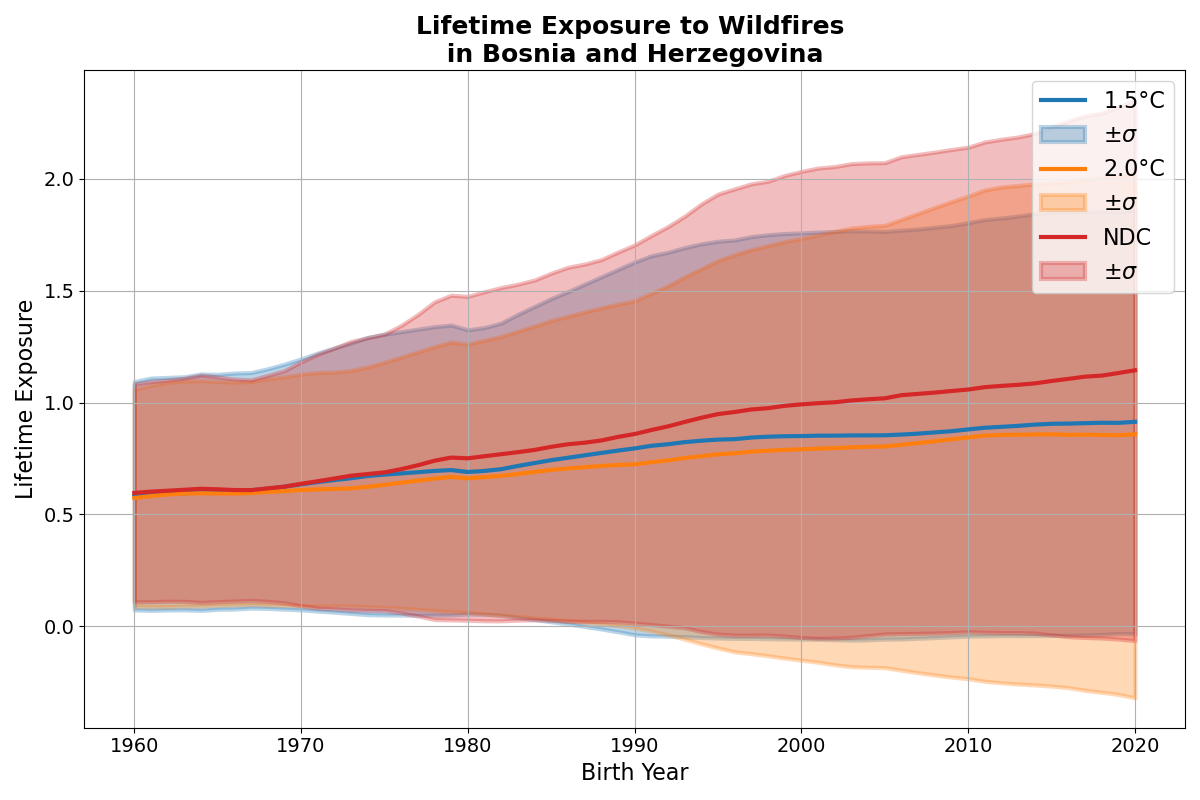 Lifetime Exposure to Wildfires
in Bosnia and Herzegovina
Lifetime Exposure
2.0
1.5
1.0
0.5
0.0
1960 1970 1980 1990 2000 2010 2020
Birth Year
1.5°C
±σ
2.0°C
±σ
NDC
±σ